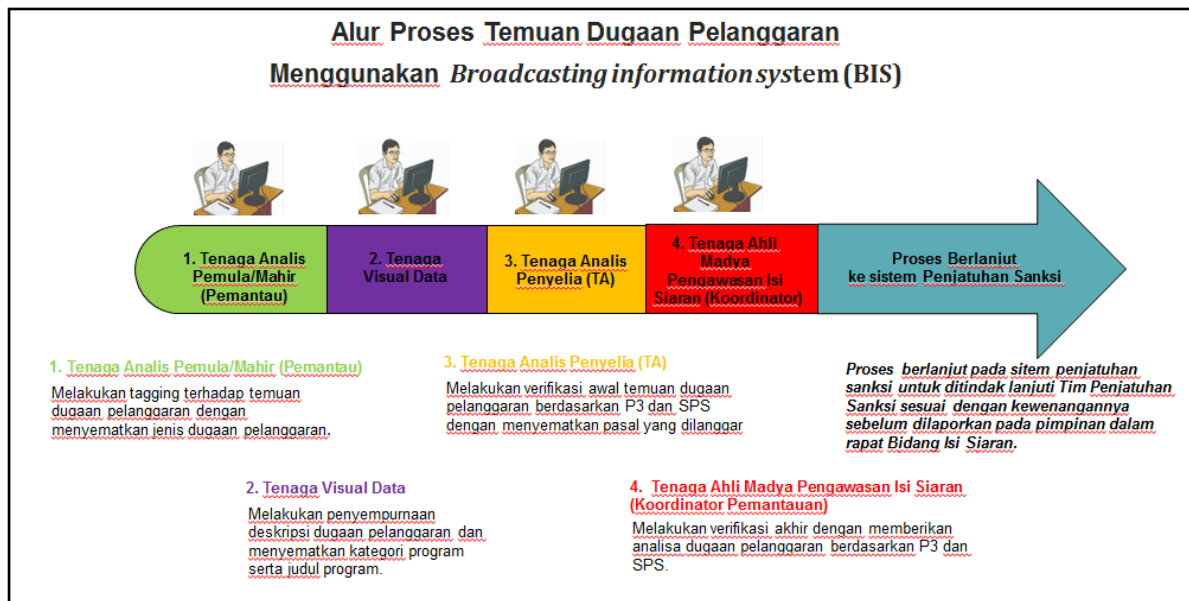 Alur Proses Temuan Dugaan Pelanggaran
Menggunakan Broadcasting information system (BIS)
1. Tenaga Analis
Pemula/Mahir
(Pemantau)
2. Tenaga
Visual Data
3. Tenaga Analis
Penyelia (TA)
4. Tenaga Ahli
Madya
Pengawasan Isi
Siaran (Koordinator)
Proses Berlanjut
ke sistem Penjatuhan Sanksi
1. Tenaga Analis Pemula/Mahir (Pemantau)
Melakukan tagging terhadap temuan
dugaan pelanggaran dengan
menyematkan jenis dugaan pelanggaran.
3. Tenaga Analis Penyelia (TA)
Melakukan verifikasi awal temuan dugaan
pelanggaran berdasarkan P3 dan SPS
dengan menyematkan pasal yang dilanggar
Proses berlanjut pada sitem penjatuhan
sanksi untuk ditindak lanjuti Tim Penjatuhan
Sanksi sesuai dengan kewenangannya
sebelum dilaporkan pada pimpinan dalam
rapat Bidang Isi Siaran.
2. Tenaga Visual Data
Melakukan penyempurnaan
deskripsi dugaan pelanggaran dan
menyematkan kategori program
serta judul program.
4. Tenaga Ahli Madya Pengawasan Isi Siaran
(Koordinator Pemantauan)
Melakukan verifikasi akhir dengan memberikan
analisa dugaan pelanggaran berdasarkan P3 dan
SPS.